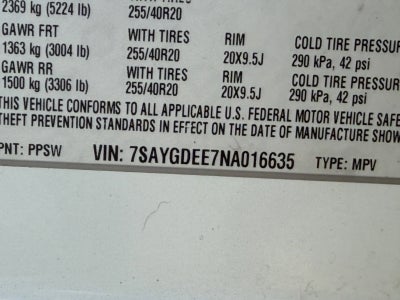 2369 kg (5224 lb) 255/40R20
GAWR FRT WITH TIRES RIM COLD TIRE PRESSUR
1363 kg (3004 lb) 255/40R20 20X9.5J 290 kPa, 42 psi
GAWR RR WITH TIRES RIM COLD TIRE PRESSURE
1500 kg (3306 lb) 255/40R20 20X9.5J 290 kPa, 42 psi
THIS VEHICLE CONFORMS TO ALL APPLICABLE U.S. FEDERAL MOTOR VEHICLE SAFE
THEFT PREVENTION STANDARDS IN EFFECT ON THE DATE OF MANUFACTURE SHOW
PNT: PPSW VIN: 7SAYGDEE7NA016635 TYPE: MPV